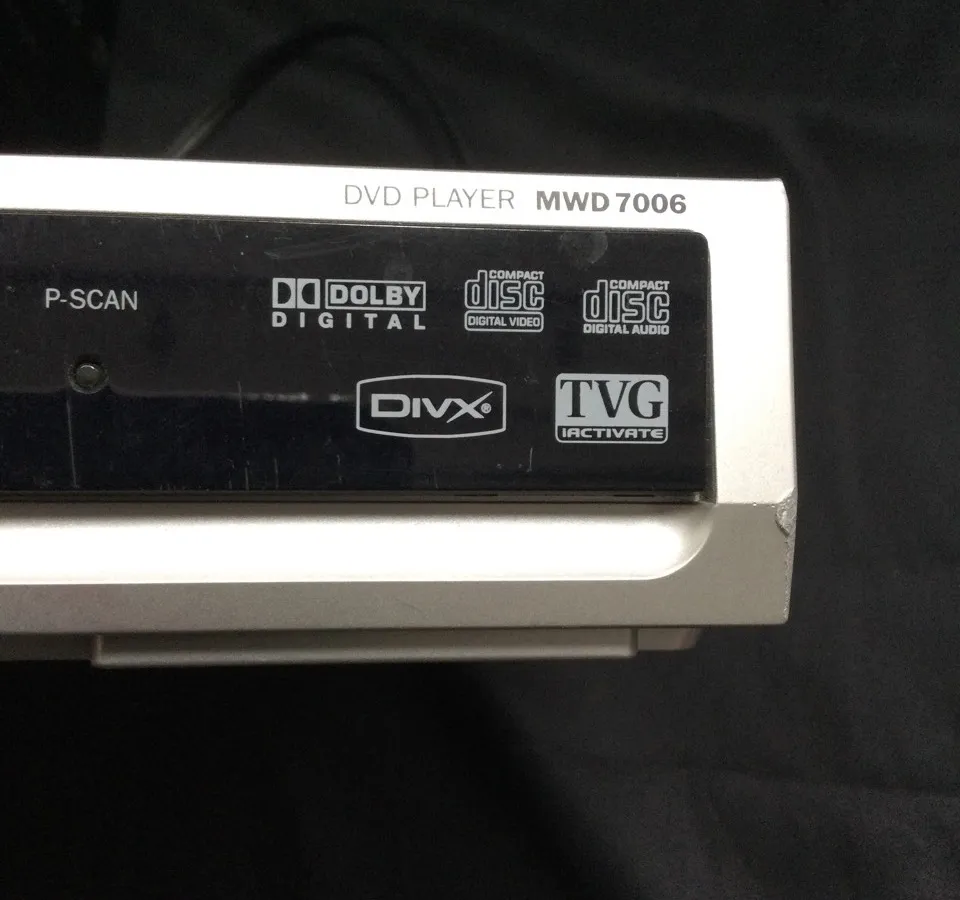 DVD PLAYER MWD 7006
P-SCAN
DOLBY
DIGITAL
COMPACT
disc
DIGITAL VIDEO
COMPACT
disc
DIGITAL AUDIO
DIVX®
TVG
iACTIVATE